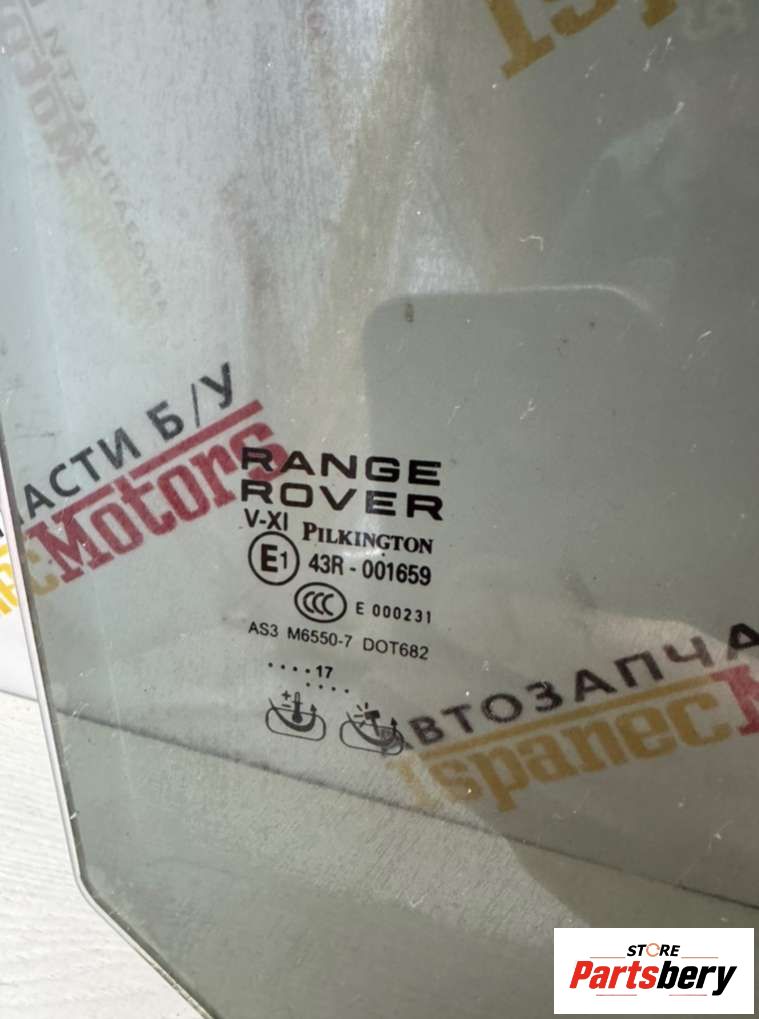 АСТИ Б/У
Motors
RANGE
ROVER
V-XI PILKINGTON
E1 43R - 001659
CCC E 000231
AS3 M6550-7 DOT682
....17
....
АВТОЗАПЧА
IspanecM
STORE
Partsbery